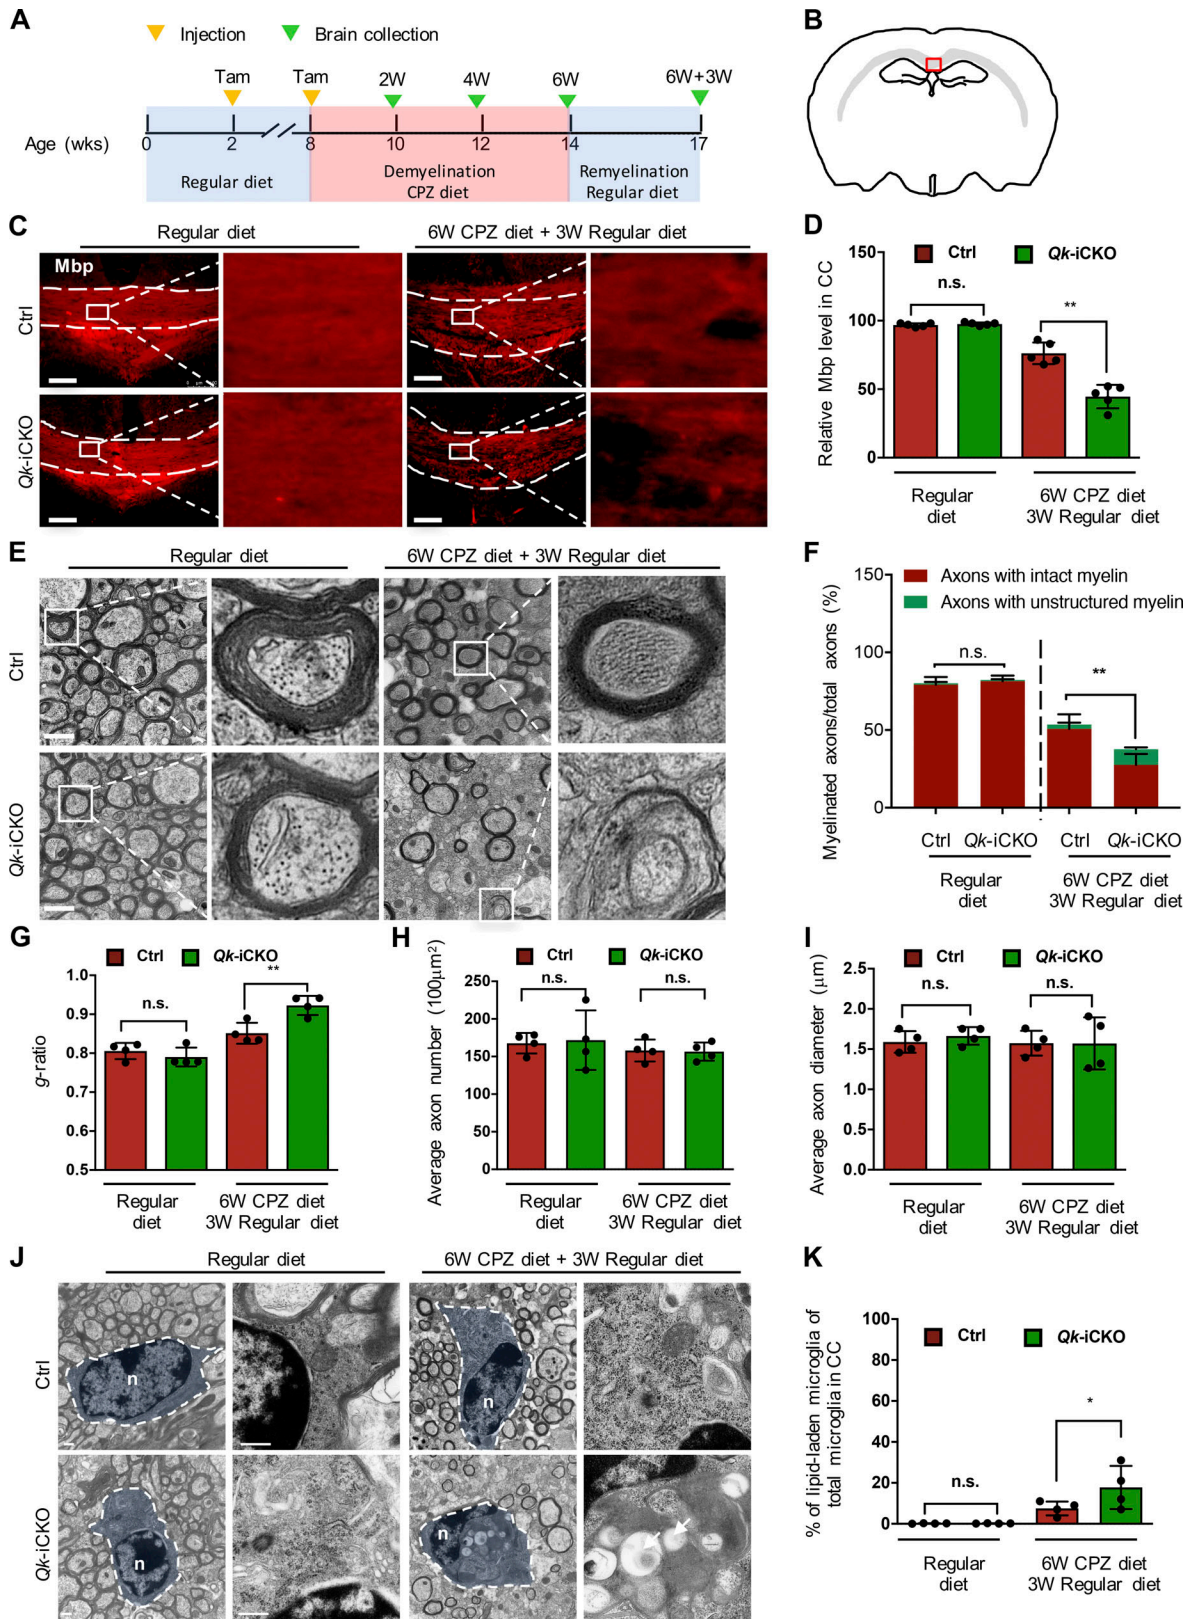 A
Injection
Brain collection
Tam
Tam
2W
4W
6W
6W+3W
Age (wks)
0
2
8
10
12
14
17
Regular diet
Demyelination
CPZ diet
Remyelination
Regular diet
B
C
Regular diet
6W CPZ diet + 3W Regular diet
Mbp
Ctrl
Qk-iCKO
D
Ctrl
Qk-iCKO
Relative Mbp level in CC
150
100
50
0
n.s.
**
Regular
diet
6W CPZ diet
3W Regular diet
E
Regular diet
6W CPZ diet + 3W Regular diet
Ctrl
Qk-iCKO
F
Axons with intact myelin
Axons with unstructured myelin
Myelinated axons/total axons (%)
150
100
50
0
n.s.
**
Ctrl
Qk-iCKO
Ctrl
Qk-iCKO
Regular
diet
6W CPZ diet
3W Regular diet
G
Ctrl
Qk-iCKO
g-ratio
1.0
0.9
0.8
0.7
0.6
0.5
n.s.
**
Regular
diet
6W CPZ diet
3W Regular diet
H
Ctrl
Qk-iCKO
Average axon number (100μm²)
250
200
150
100
50
0
n.s.
n.s.
Regular
diet
6W CPZ diet
3W Regular diet
I
Ctrl
Qk-iCKO
Average axon diameter (μm)
2.5
2.0
1.5
1.0
0.5
0.0
n.s.
n.s.
Regular
diet
6W CPZ diet
3W Regular diet
J
Regular diet
6W CPZ diet + 3W Regular diet
Ctrl
Qk-iCKO
n
n
n
n
K
Ctrl
Qk-iCKO
% of lipid-laden microglia of
total microglia in CC
100
80
60
40
20
0
n.s.
*
Regular
diet
6W CPZ diet
3W Regular diet